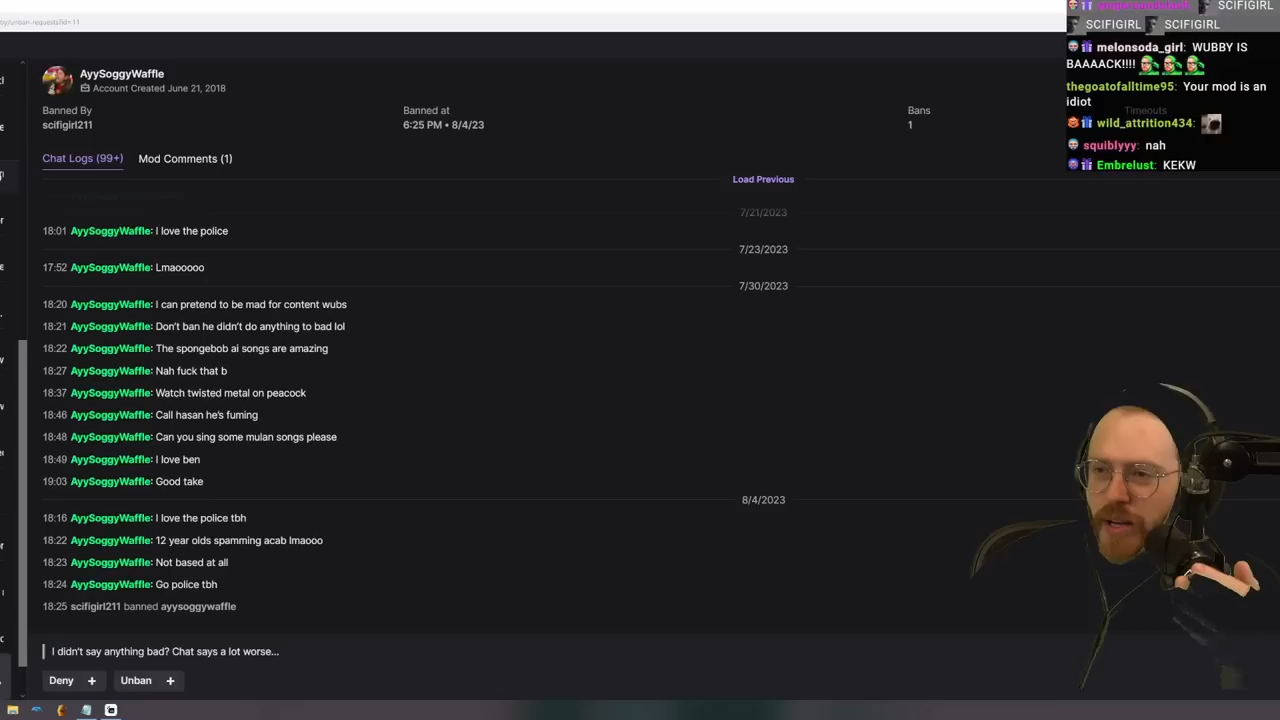 by/unban-requests?id=11
AyySoggyWaffle
Account Created June 21, 2018
Banned By
Banned at
Bans
scifigirl211
6:25 PM • 8/4/23
1
Timeouts
Chat Logs (99+)
Mod Comments (1)
Load Previous
7/21/2023
18:01 AyySoggyWaffle: I love the police
7/23/2023
17:52 AyySoggyWaffle: Lmaooooo
7/30/2023
18:20 AyySoggyWaffle: I can pretend to be mad for content wubs
18:21 AyySoggyWaffle: Don't ban he didn't do anything to bad lol
18:22 AyySoggyWaffle: The spongebob ai songs are amazing
18:27 AyySoggyWaffle: Nah fuck that b
18:37 AyySoggyWaffle: Watch twisted metal on peacock
18:46 AyySoggyWaffle: Call hasan he's fuming
18:48 AyySoggyWaffle: Can you sing some mulan songs please
18:49 AyySoggyWaffle: I love ben
19:03 AyySoggyWaffle: Good take
8/4/2023
18:16 AyySoggyWaffle: I love the police tbh
18:22 AyySoggyWaffle: 12 year olds spamming acab lmaooo
18:23 AyySoggyWaffle: Not based at all
18:24 AyySoggyWaffle: Go police tbh
18:25 scifigirl211 banned ayysoggywaffle
I didn't say anything bad? Chat says a lot worse...
Deny +
Unban +
SCIFIGIRL
SCIFIGIRL SCIFIGIRL
melonsoda_girl: WUBBY IS
BAAAACK!!!!
thegoatofalltime95: Your mod is an
idiot
wild_attrition434:
squiblyyy: nah
Embrelust: KEKW